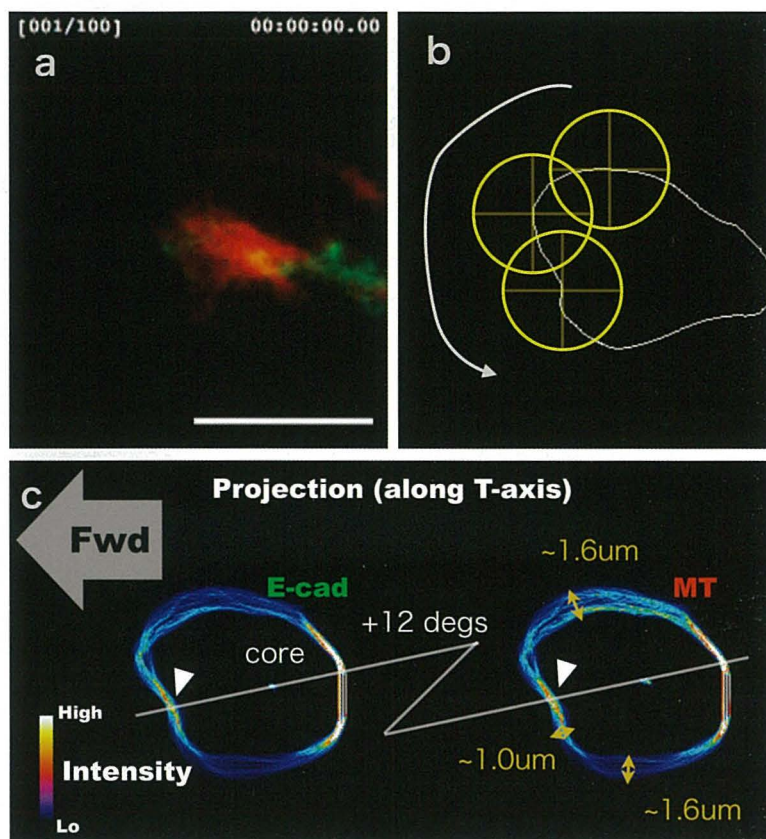 [001/100] 00:00:00.00
a
b
c
Projection (along T-axis)
Fwd
~1.6um
E-cad
MT
+12 degs
core
High
Intensity
~1.0um
~1.6um
Lo